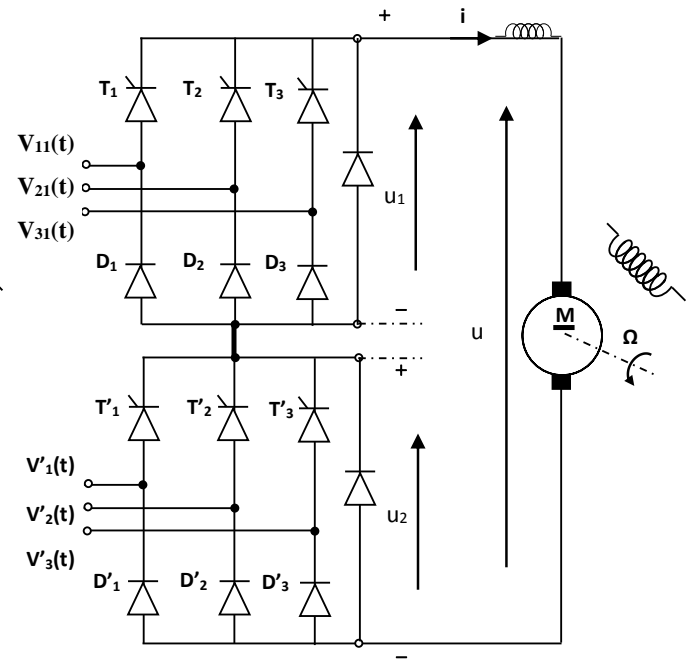 + i
T1 T2 T3
V11(t)
V21(t)
u1
V31(t)
D1 D2 D3
–
M
u
Ω
+
T'1 T'2 T'3
V'1(t)
V'2(t)
u2
V'3(t)
D'1 D'2 D'3
–